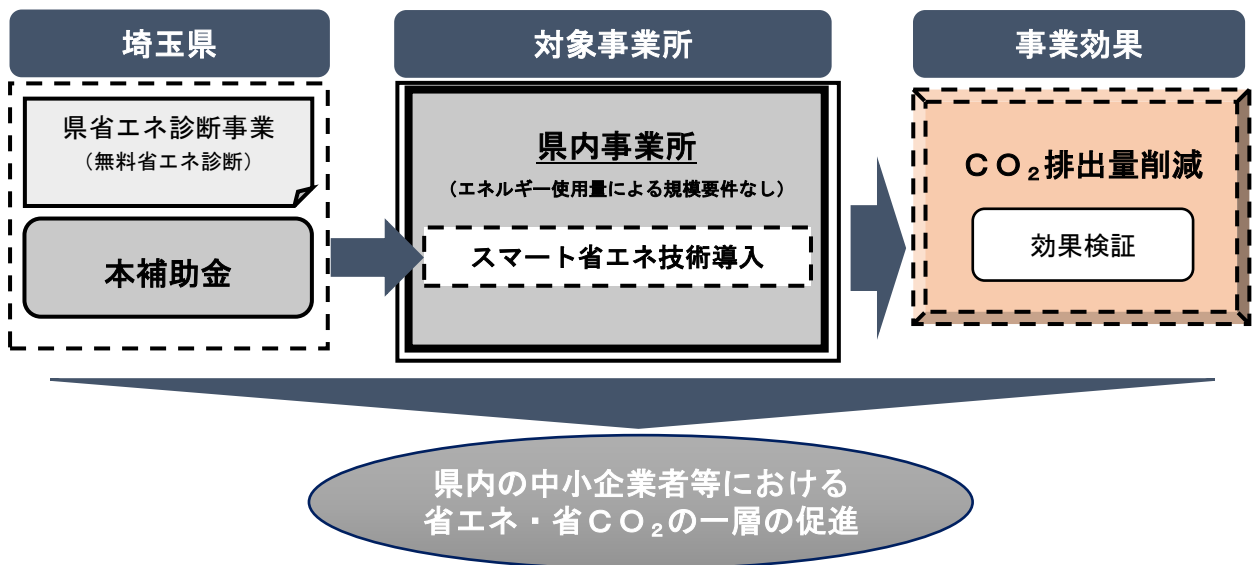 埼玉県
県省エネ診断事業
(無料省エネ診断)
本補助金
対象事業所
県内事業所
(エネルギー使用量による規模要件なし)
スマート省エネ技術導入
事業効果
CO₂排出量削減
効果検証
県内の中小企業者等における
省エネ・省CO₂の一層の促進